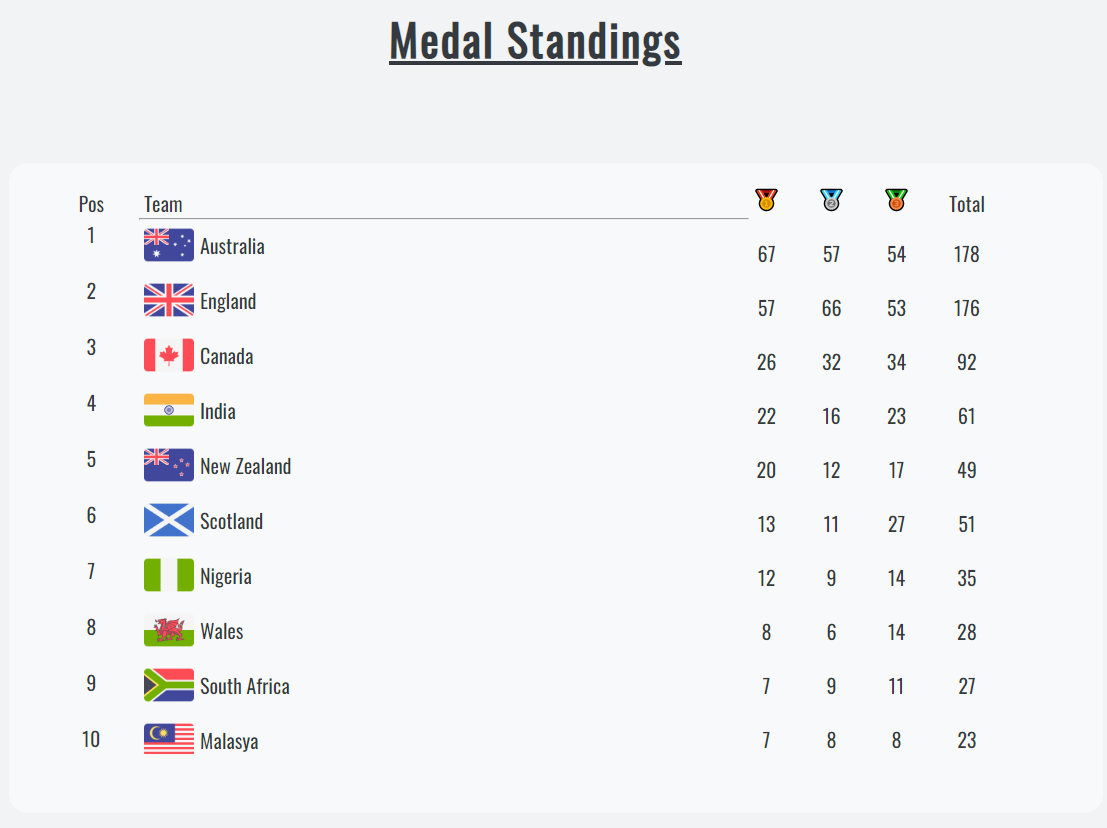 Medal Standings
Pos Team 1 2 3 Total
1 Australia 67 57 54 178
2 England 57 66 53 176
3 Canada 26 32 34 92
4 India 22 16 23 61
5 New Zealand 20 12 17 49
6 Scotland 13 11 27 51
7 Nigeria 12 9 14 35
8 Wales 8 6 14 28
9 South Africa 7 9 11 27
10 Malasya 7 8 8 23